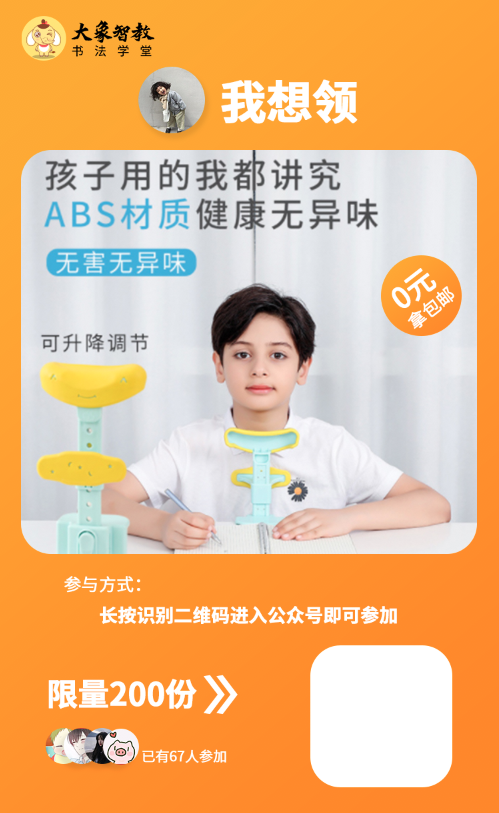 大象智教
书法学堂
我想领
孩子用的我都讲究
ABS材质健康无异味
无害无异味
0元
拿包邮
可升降调节
参与方式：
长按识别二维码进入公众号即可参加
限量200份
已有67人参加